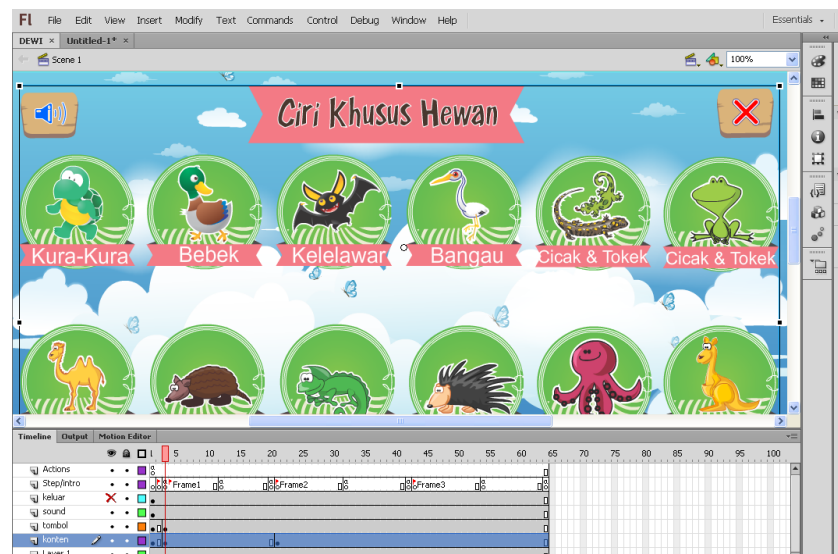 Fl File Edit View Insert Modify Text Commands Control Debug Window Help Essentials
DEWI × Untitled-1* ×
Scene 1 100%
Ciri Khusus Hewan
Kura-Kura Bebek Kelelawar Bangau Cicak & Tokek Cicak & Tokek
Timeline Output Motion Editor
1 5 10 15 20 25 30 35 40 45 50 55 60 65 70 75 80 85 90 95 100
Actions
Step/Intro Frame1 Frame2 Frame3
keluar
sound
tombol
konten
Layer 1